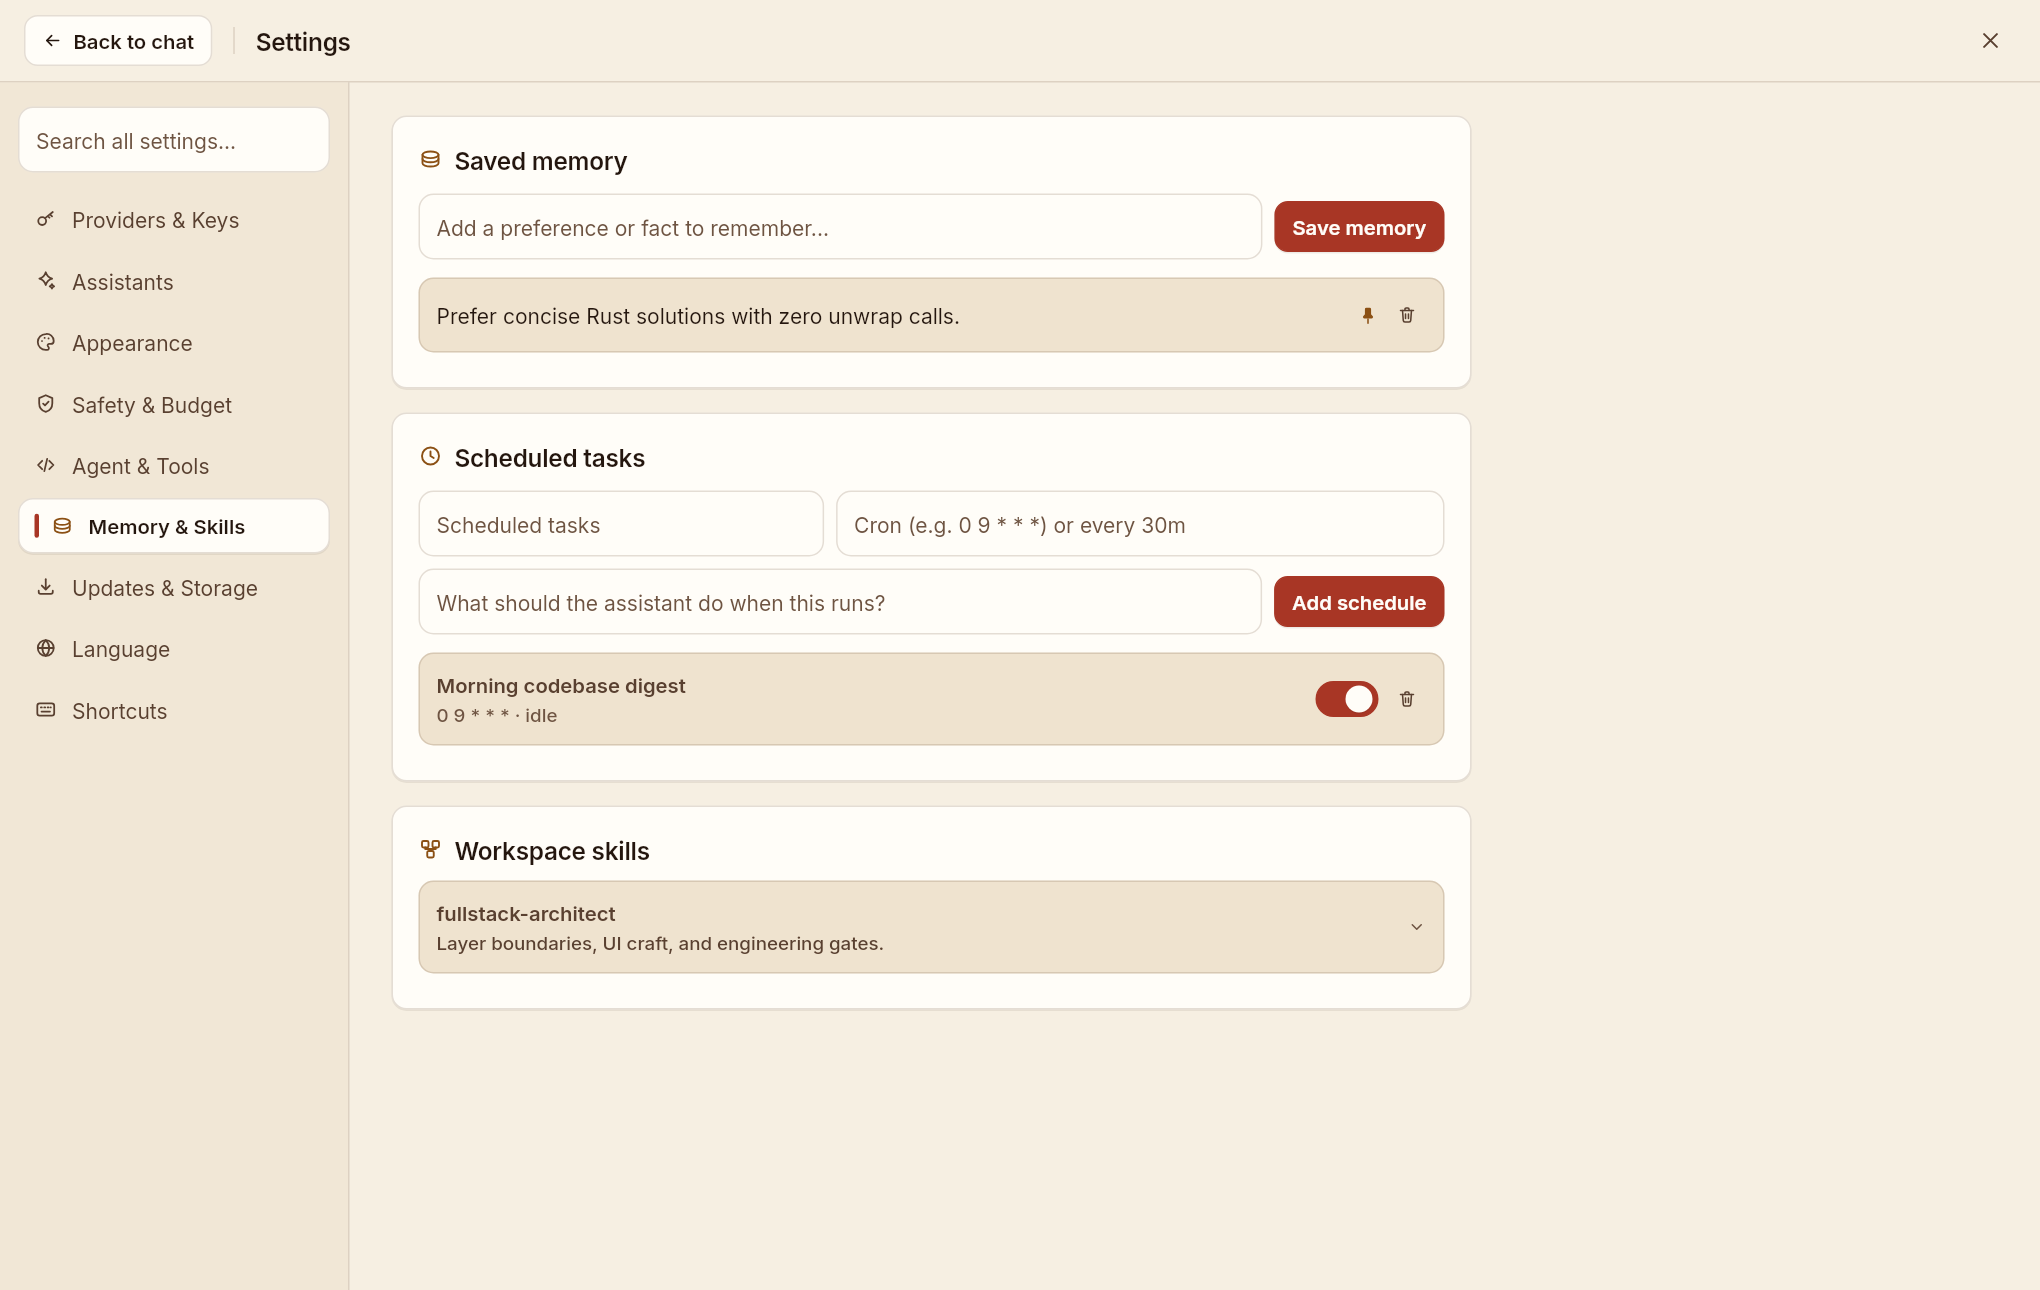 Back to chat
Settings
Search all settings...
Providers & Keys
Assistants
Appearance
Safety & Budget
Agent & Tools
Memory & Skills
Updates & Storage
Language
Shortcuts
Saved memory
Add a preference or fact to remember...
Save memory
Prefer concise Rust solutions with zero unwrap calls.
Scheduled tasks
Scheduled tasks
Cron (e.g. 0 9 * * *) or every 30m
What should the assistant do when this runs?
Add schedule
Morning codebase digest
0 9 * * * · idle
Workspace skills
fullstack-architect
Layer boundaries, UI craft, and engineering gates.